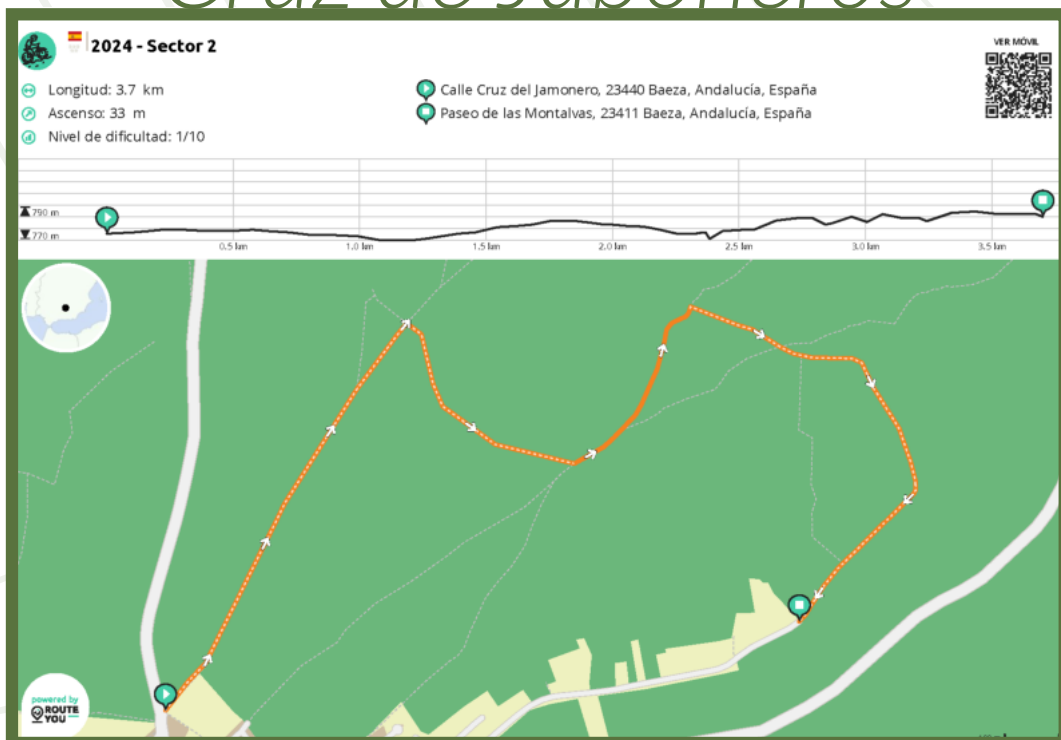 Cruz de Jaboneros
2024 - Sector 2
VER MÓVIL
Longitud: 3.7 km
Ascenso: 33 m
Nivel de dificultad: 1/10
Calle Cruz del Jamonero, 23440 Baeza, Andalucía, España
Paseo de las Montalvas, 23411 Baeza, Andalucía, España
790 m
770 m
0.5 km
1.0 km
1.5 km
2.0 km
2.5 km
3.0 km
3.5 km
powered by
ROUTE
YOU